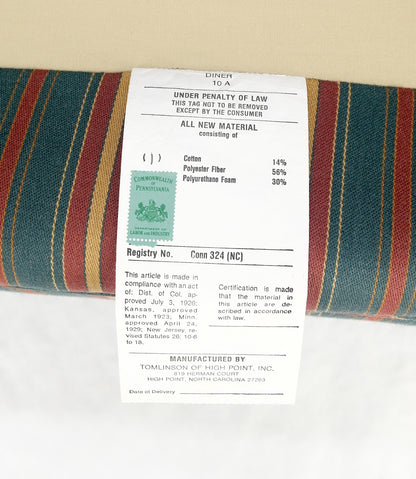 DINER
10 A
UNDER PENALTY OF LAW
THIS TAG NOT TO BE REMOVED
EXCEPT BY THE CONSUMER
ALL NEW MATERIAL
consisting of
Cotton 14%
Polyester Fiber 56%
Polyurethane Foam 30%
COMMONWEALTH
OF
PENNSYLVANIA
DEPARTMENT OF
LABOR AND INDUSTRY
Registry No. Conn 324 (NC)
This article is made in
compliance with an act
of; Dist. of Col. ap-
proved July 3, 1926;
Kansas, approved
March 1923; Minn.
approved April 24,
1929; New Jersey re-
vised Statutes 26; 10-6
to 18.
Certification is made
that the material in
this article are de-
scribed in accordance
with law.
MANUFACTURED BY
TOMLINSON OF HIGH POINT, INC.
819 HERMAN COURT
HIGH POINT, NORTH CAROLINA 27263
Date of Delivery